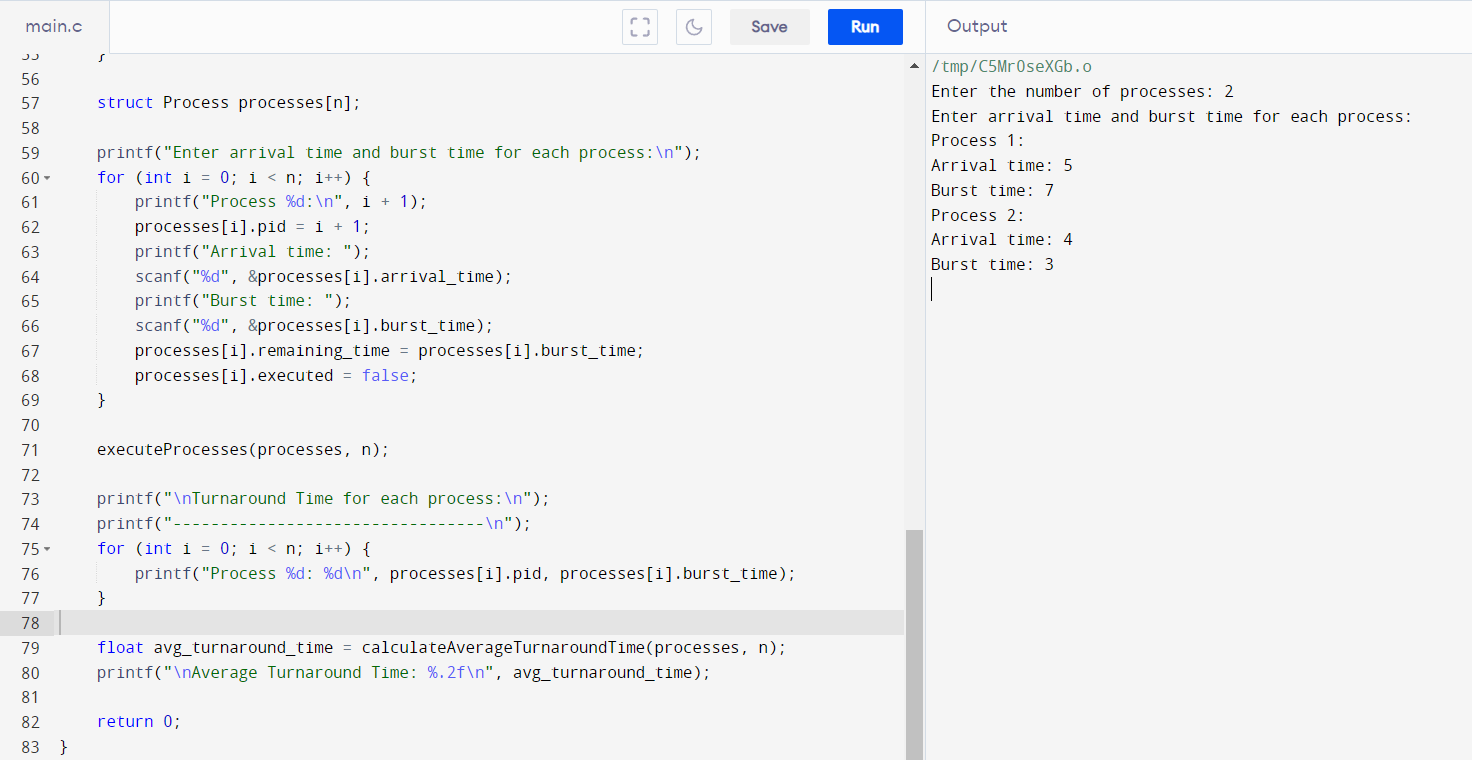 main.c
Save
Run
Output
55 }
56
57 struct Process processes[n];
58
59 printf("Enter arrival time and burst time for each process:\n");
60 for (int i = 0; i < n; i++) {
61 printf("Process %d:\n", i + 1);
62 processes[i].pid = i + 1;
63 printf("Arrival time: ");
64 scanf("%d", &processes[i].arrival_time);
65 printf("Burst time: ");
66 scanf("%d", &processes[i].burst_time);
67 processes[i].remaining_time = processes[i].burst_time;
68 processes[i].executed = false;
69 }
70
71 executeProcesses(processes, n);
72
73 printf("\nTurnaround Time for each process:\n");
74 printf("---------------------------------\n");
75 for (int i = 0; i < n; i++) {
76 printf("Process %d: %d\n", processes[i].pid, processes[i].burst_time);
77 }
78
79 float avg_turnaround_time = calculateAverageTurnaroundTime(processes, n);
80 printf("\nAverage Turnaround Time: %.2f\n", avg_turnaround_time);
81
82 return 0;
83 }
/tmp/C5Mr0seXGb.o
Enter the number of processes: 2
Enter arrival time and burst time for each process:
Process 1:
Arrival time: 5
Burst time: 7
Process 2:
Arrival time: 4
Burst time: 3